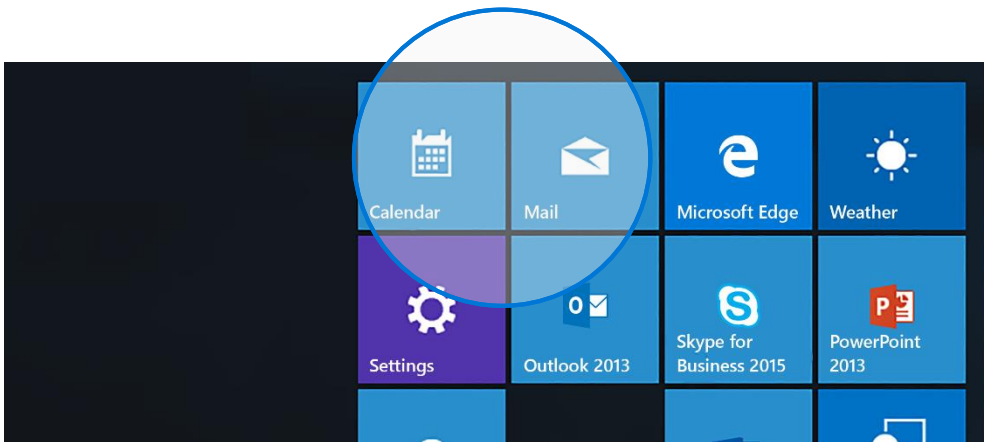 Calendar
Mail
Microsoft Edge
Weather
Settings
O
Outlook 2013
S
Skype for
Business 2015
P
PowerPoint
2013